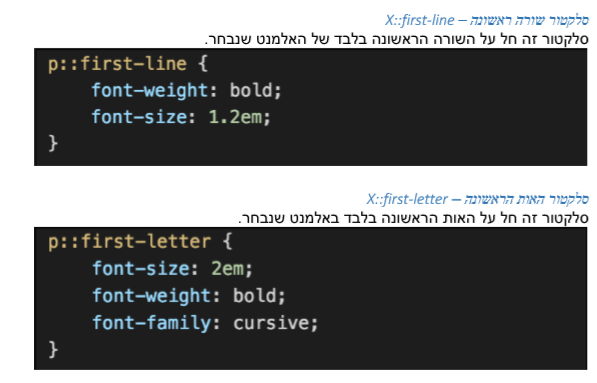 סלקטור שורה ראשונה – X::first-line
סלקטור זה חל על השורה הראשונה בלבד של האלמנט שנבחר.
p::first-line {
    font-weight: bold;
    font-size: 1.2em;
}
סלקטור האות הראשונה – X::first-letter
סלקטור זה חל על האות הראשונה בלבד באלמנט שנבחר.
p::first-letter {
    font-size: 2em;
    font-weight: bold;
    font-family: cursive;
}